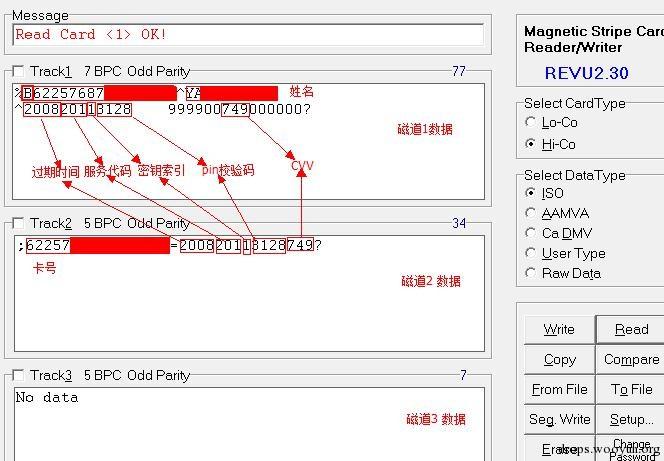 Message
Read Card <1> OK!
Track1 7 BPC Odd Parity 77
%B62257687 ^YA 姓名
^200820113128 999900749000000?
磁道1数据
过期时间 服务代码 密钥索引 pin校验码 CVV
Track2 5 BPC Odd Parity 34
;62257 =200820113128749?
卡号
磁道2 数据
Track3 5 BPC Odd Parity 7
No data
磁道3 数据
Magnetic Stripe Card
Reader/Writer
REVU2.30
Select CardType
Lo-Co
Hi-Co
Select DataType
ISO
AAMVA
Ca DMV
User Type
Raw Data
Write Read
Copy Compare
From File To File
Seg. Write Setup...
Erase Change
Password
drops.wooyun.org